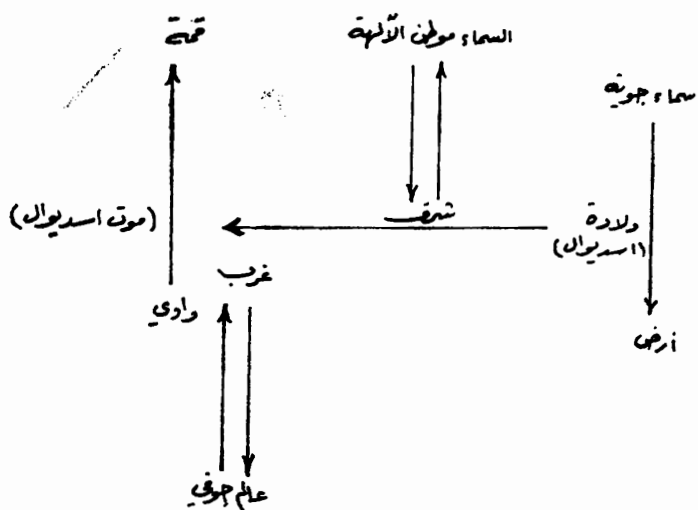 قمة
السماء موطن الآلهة
سماء جوية
شرق
ولادة
(اسديوال)
(موت اسديوال)
غرب
وادي
أرض
عالم جوفي